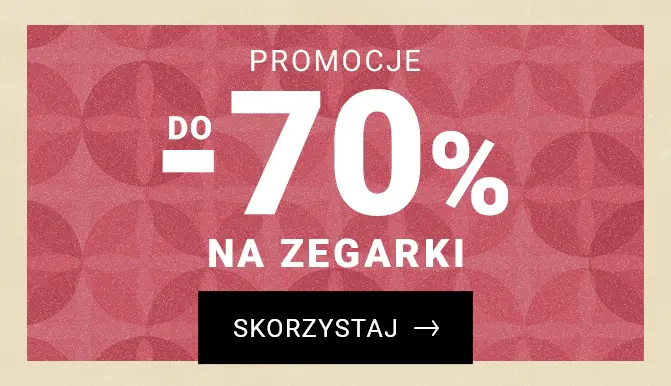 PROMOCJE
DO
-70%
NA ZEGARKI
SKORZYSTAJ →